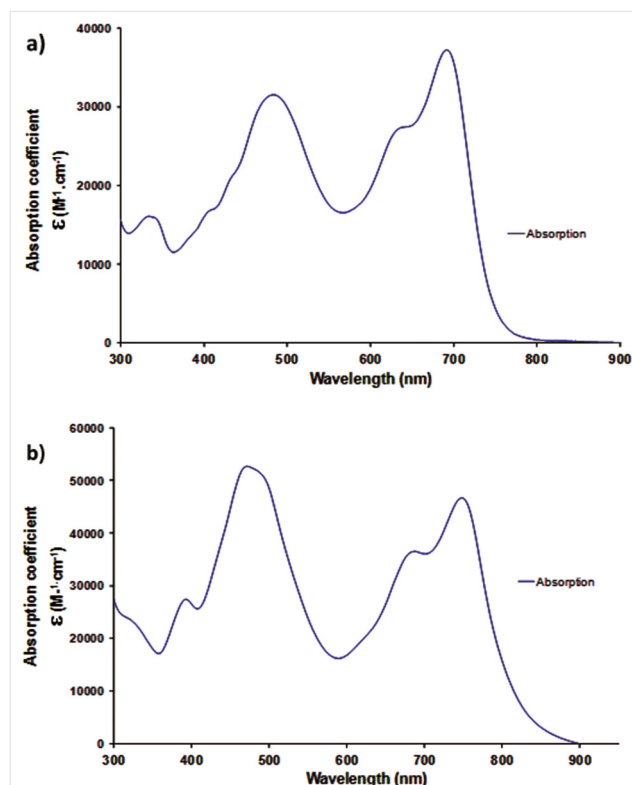 a)
Absorption coefficient
ε (M⁻¹.cm⁻¹)
40000
30000
20000
10000
0
Absorption
300 400 500 600 700 800 900
Wavelength (nm)
b)
Absorption coefficient
ε (M⁻¹·cm⁻¹)
60000
50000
40000
30000
20000
10000
0
Absorption
300 400 500 600 700 800 900
Wavelength (nm)